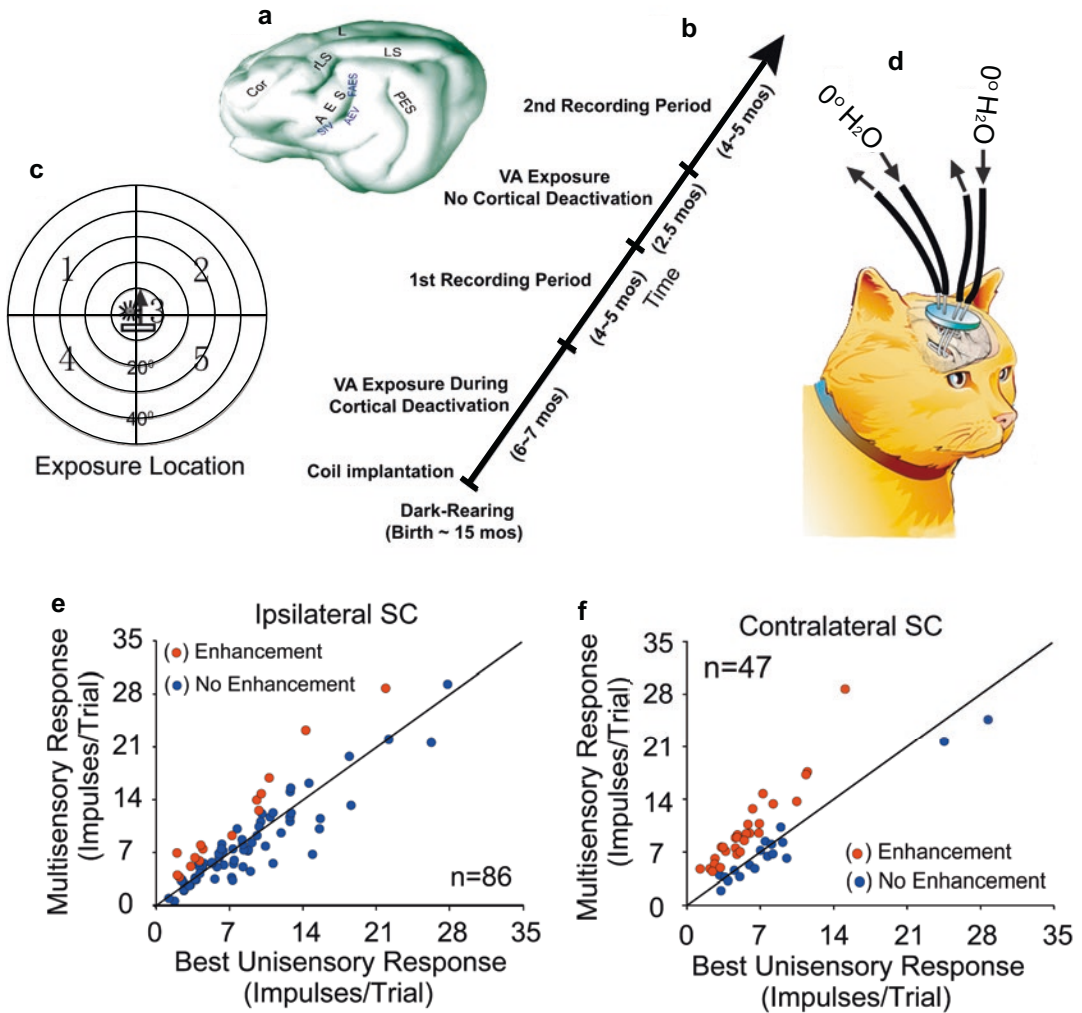 a
L
LS
rLS
Cor
A E S
FAES
AEV
SIV
PES
b
2nd Recording Period
(4~5 mos)
VA Exposure
No Cortical Deactivation
(2.5 mos)
1st Recording Period
(4~5 mos)
Time
VA Exposure During
Cortical Deactivation
(6~7 mos)
Coil implantation
Dark-Rearing
(Birth ~ 15 mos)
c
1
2
3
4
5
20⁰
40⁰
Exposure Location
d
0⁰ H₂O
0⁰ H₂O
e
Ipsilateral SC
(●) Enhancement
(●) No Enhancement
n=86
Multisensory Response
(Impulses/Trial)
35
28
21
14
7
0
0 7 14 21 28 35
Best Unisensory Response
(Impulses/Trial)
f
Contralateral SC
n=47
(●) Enhancement
(●) No Enhancement
Multisensory Response
(Impulses/Trial)
35
28
21
14
7
0
0 7 14 21 28 35
Best Unisensory Response
(Impulses/Trial)